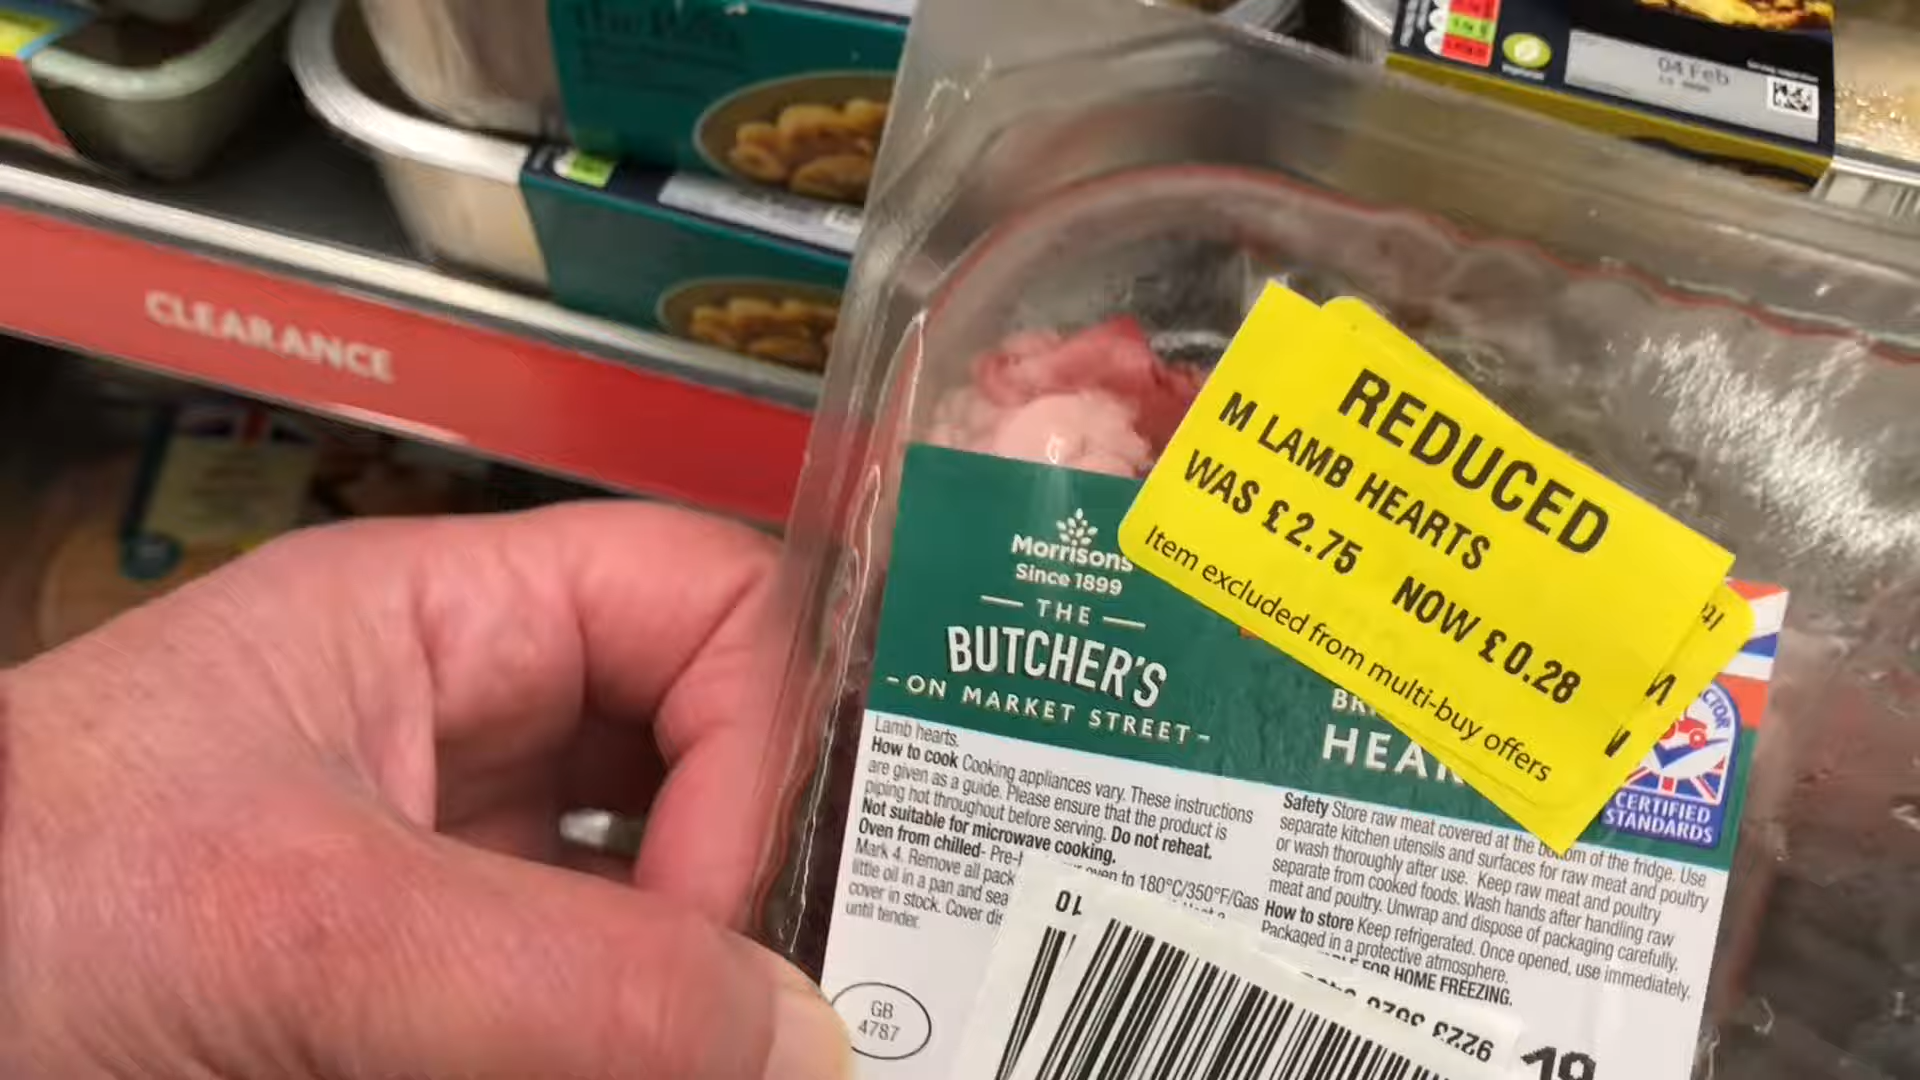 04 Feb
CLEARANCE
REDUCED
M LAMB HEARTS
WAS £2.75 NOW £0.28
Item excluded from multi-buy offers
Morrisons
Since 1899
THE
BUTCHER'S
-ON MARKET STREET-
CERTIFIED
STANDARDS
Lamb hearts.
How to cook Cooking appliances vary. These instructions
are given as a guide. Please ensure that the product is
piping hot throughout before serving. Do not reheat.
Not suitable for microwave cooking.
Oven from chilled- Pre-
oven to 180°C/350°F/Gas
Mark 4. Remove all pack
little oil in a pan and sea
cover in stock. Cover
until tender.
Safety Store raw meat covered at the bottom of the fridge. Use
separate kitchen utensils and surfaces for raw meat and poultry
or wash thoroughly after use. Keep raw meat and poultry
separate from cooked foods. Wash hands after handling raw
meat and poultry. Unwrap and dispose of packaging carefully.
How to store Keep refrigerated. Once opened, use immediately.
Packaged in a protective atmosphere.
FOR HOME FREEZING.
GB
4787
10